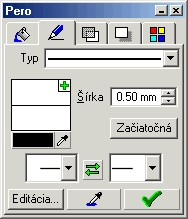 Pero
Typ
Šírka
0.50 mm
Začiatočná
Editácia...